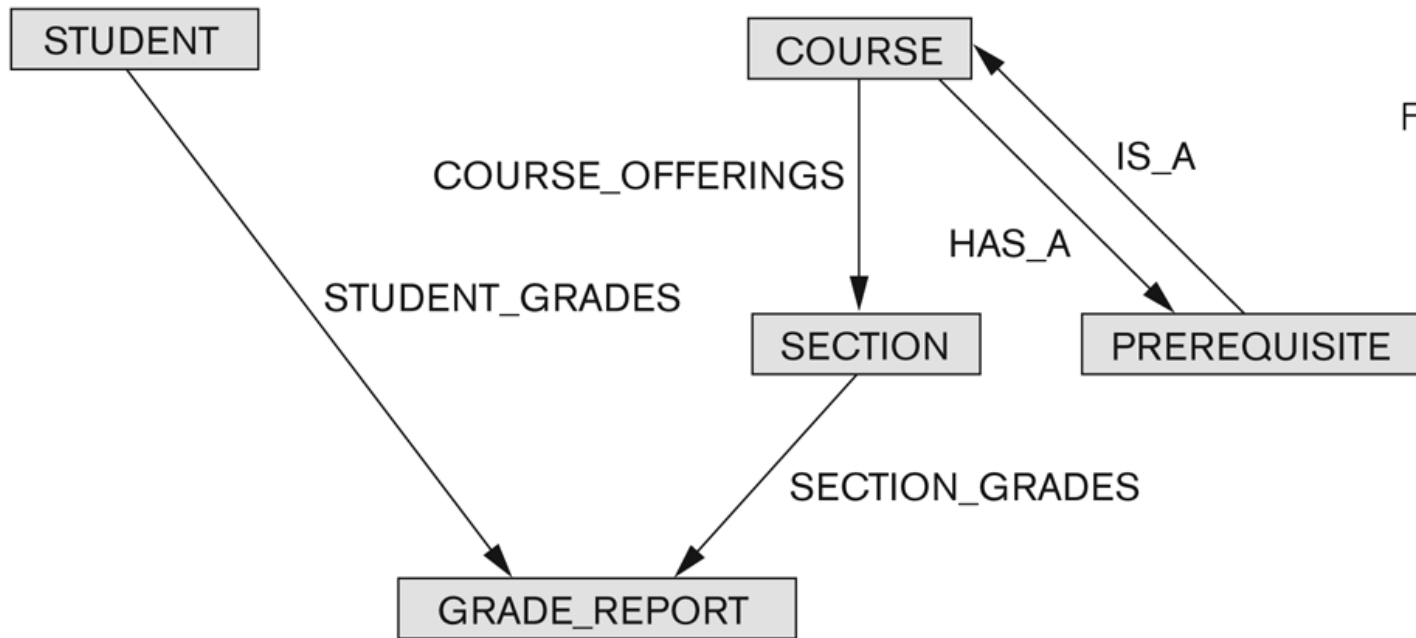 STUDENT
COURSE
F
IS_A
COURSE_OFFERINGS
HAS_A
STUDENT_GRADES
SECTION
PREREQUISITE
SECTION_GRADES
GRADE_REPORT